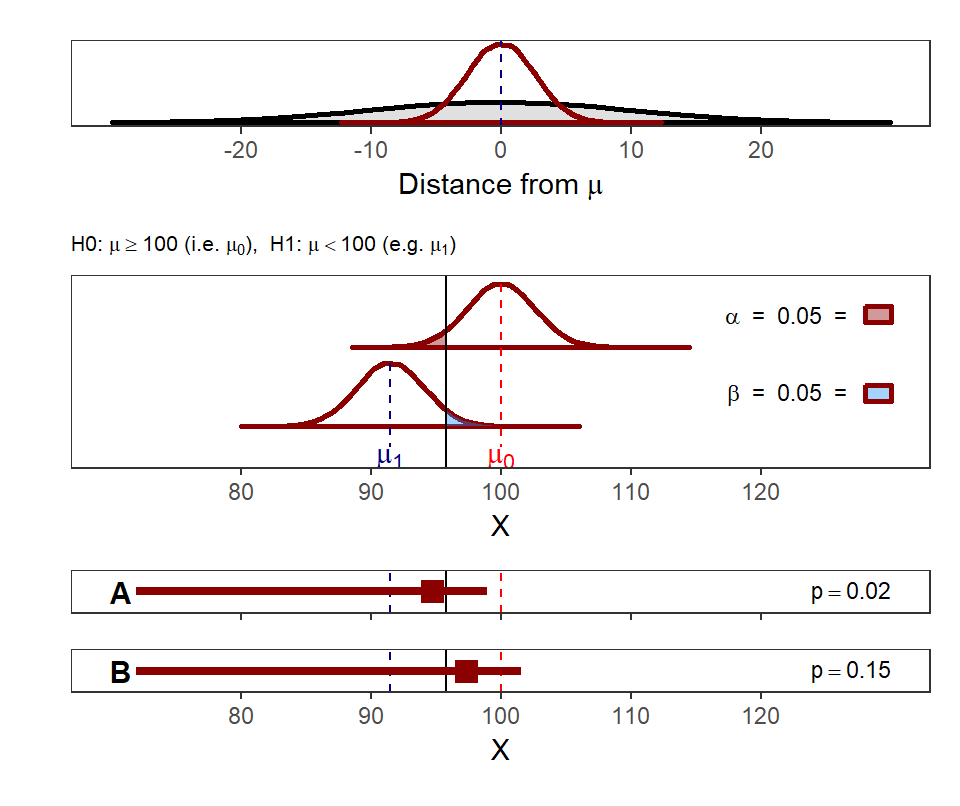 -20 -10 0 10 20
Distance from μ
H0: μ ≥ 100 (i.e. μ₀), H1: μ < 100 (e.g. μ₁)
α = 0.05 =
β = 0.05 =
μ₁ μ₀
80 90 100 110 120
X
A p = 0.02
B p = 0.15
80 90 100 110 120
X